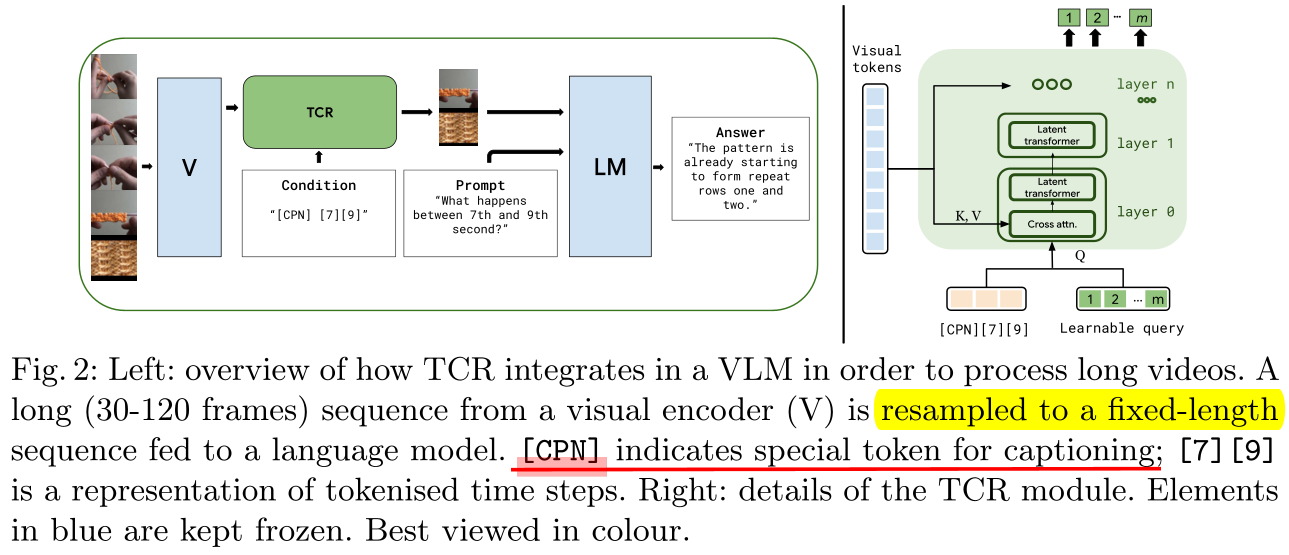 V
TCR
Condition
"[CPN] [7][9]"
Prompt
"What happens
between 7th and 9th
second?"
LM
Answer
"The pattern is
already starting
to form repeat
rows one and
two."
Visual
tokens
1 2 ... m
layer n
Latent
transformer
layer 1
Latent
transformer
layer 0
K, V
Cross attn.
Q
1 2 ... m
[CPN][7][9]
Learnable query
Fig. 2: Left: overview of how TCR integrates in a VLM in order to process long videos. A
long (30-120 frames) sequence from a visual encoder (V) is resampled to a fixed-length
sequence fed to a language model. [CPN] indicates special token for captioning; [7][9]
is a representation of tokenised time steps. Right: details of the TCR module. Elements
in blue are kept frozen. Best viewed in colour.